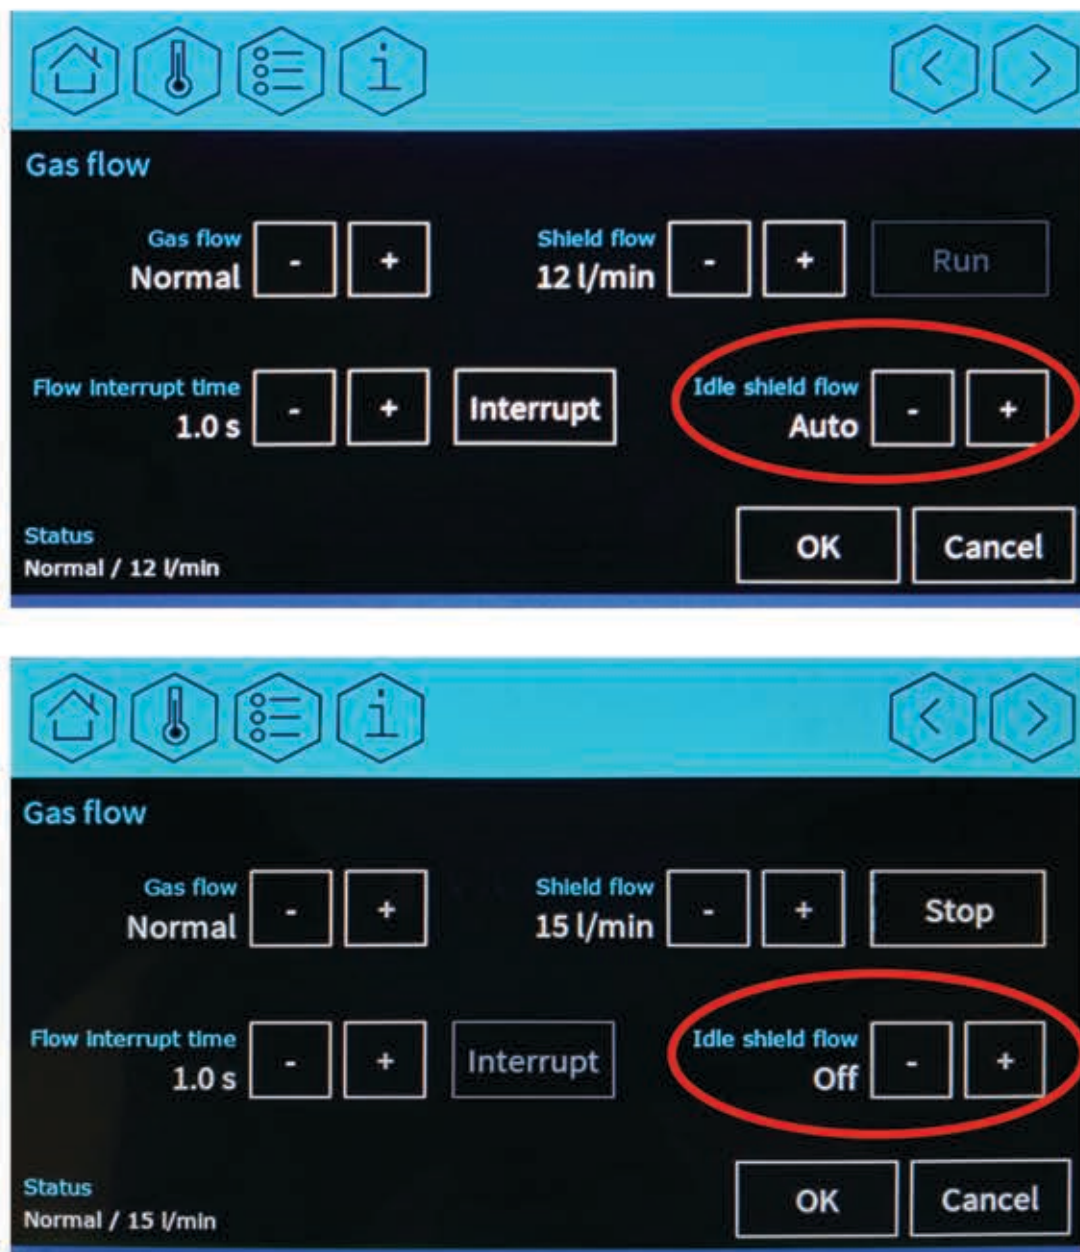 Gas flow
Gas flow
Normal
-
+
Shield flow
12 l/min
-
+
Run
Flow interrupt time
1.0 s
-
+
Interrupt
Idle shield flow
Auto
-
+
Status
Normal / 12 l/min
OK
Cancel
Gas flow
Gas flow
Normal
-
+
Shield flow
15 l/min
-
+
Stop
Flow interrupt time
1.0 s
-
+
Interrupt
Idle shield flow
Off
-
+
Status
Normal / 15 l/min
OK
Cancel